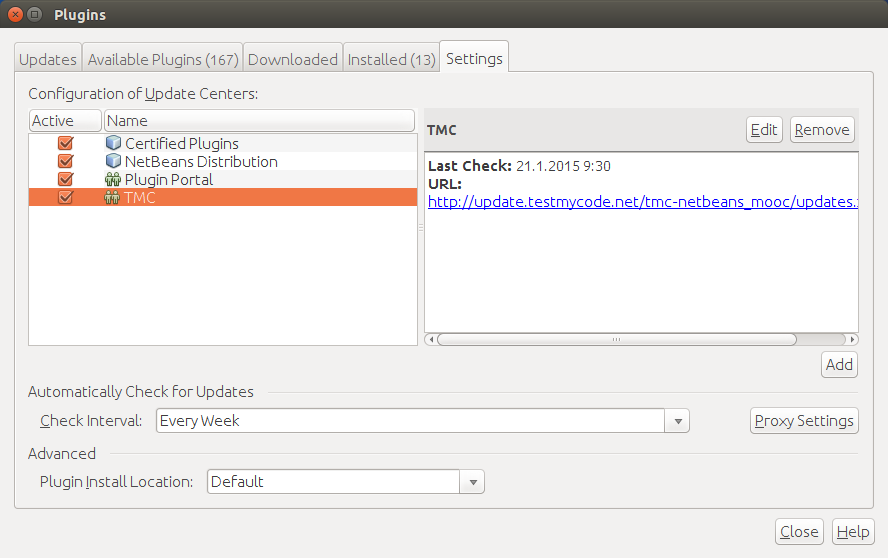 Plugins
Updates Available Plugins (167) Downloaded Installed (13) Settings
Configuration of Update Centers:
Active Name
Certified Plugins
NetBeans Distribution
Plugin Portal
TMC
TMC Edit Remove
Last Check: 21.1.2015 9:30
URL:
http://update.testmycode.net/tmc-netbeans_mooc/updates.
Add
Automatically Check for Updates
Check Interval: Every Week Proxy Settings
Advanced
Plugin Install Location: Default
Close Help